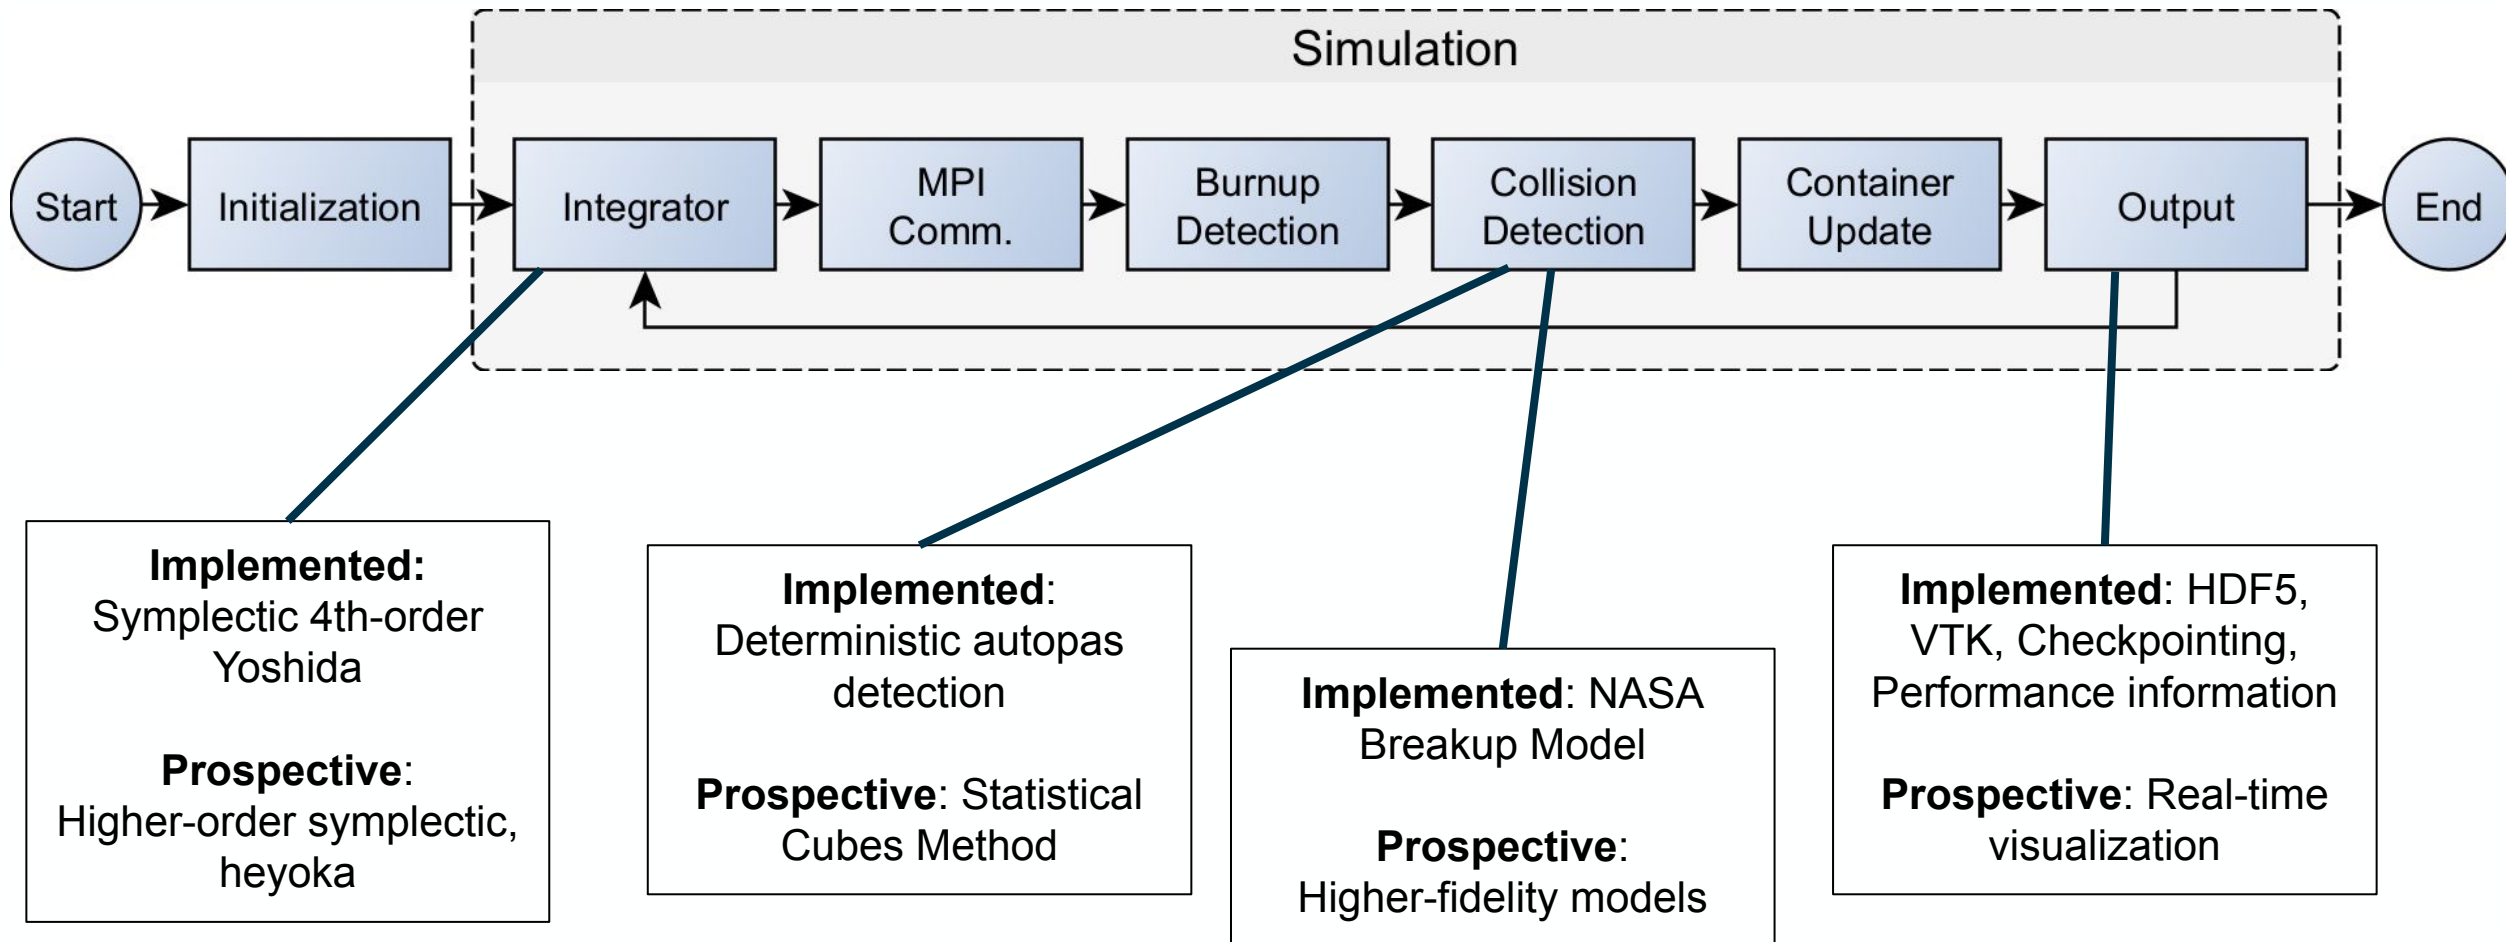 Simulation
Start
Initialization
Integrator
MPI
Comm.
Burnup
Detection
Collision
Detection
Container
Update
Output
End
Implemented:
Symplectic 4th-order
Yoshida
Prospective:
Higher-order symplectic,
heyoka
Implemented:
Deterministic autopas
detection
Prospective: Statistical
Cubes Method
Implemented: NASA
Breakup Model
Prospective:
Higher-fidelity models
Implemented: HDF5,
VTK, Checkpointing,
Performance information
Prospective: Real-time
visualization